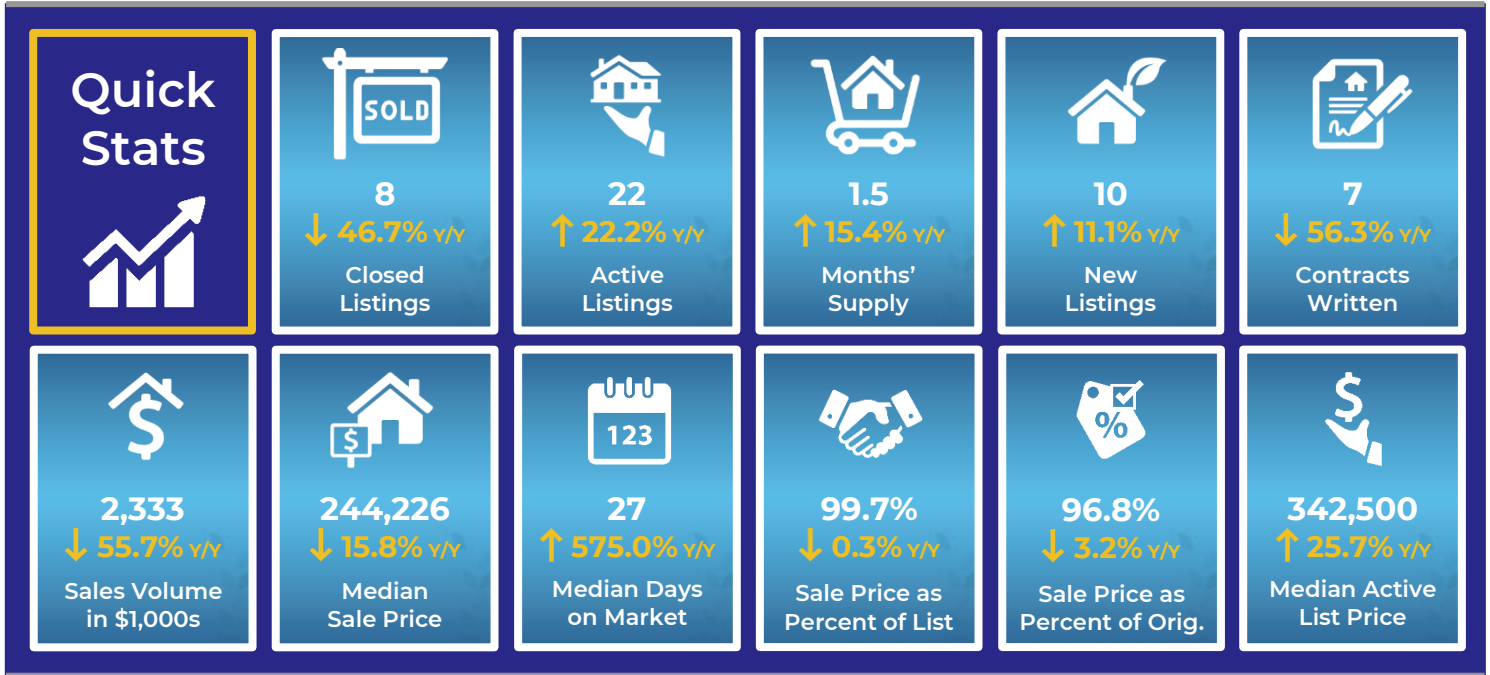 Quick
Stats
SOLD
8
↓ 46.7% Y/Y
Closed
Listings
22
↑ 22.2% Y/Y
Active
Listings
1.5
↑ 15.4% Y/Y
Months’
Supply
10
↑ 11.1% Y/Y
New
Listings
7
↓ 56.3% Y/Y
Contracts
Written
$
2,333
↓ 55.7% Y/Y
Sales Volume
in $1,000s
$
244,226
↓ 15.8% Y/Y
Median
Sale Price
123
27
↑ 575.0% Y/Y
Median Days
on Market
99.7%
↓ 0.3% Y/Y
Sale Price as
Percent of List
%
96.8%
↓ 3.2% Y/Y
Sale Price as
Percent of Orig.
$
342,500
↑ 25.7% Y/Y
Median Active
List Price